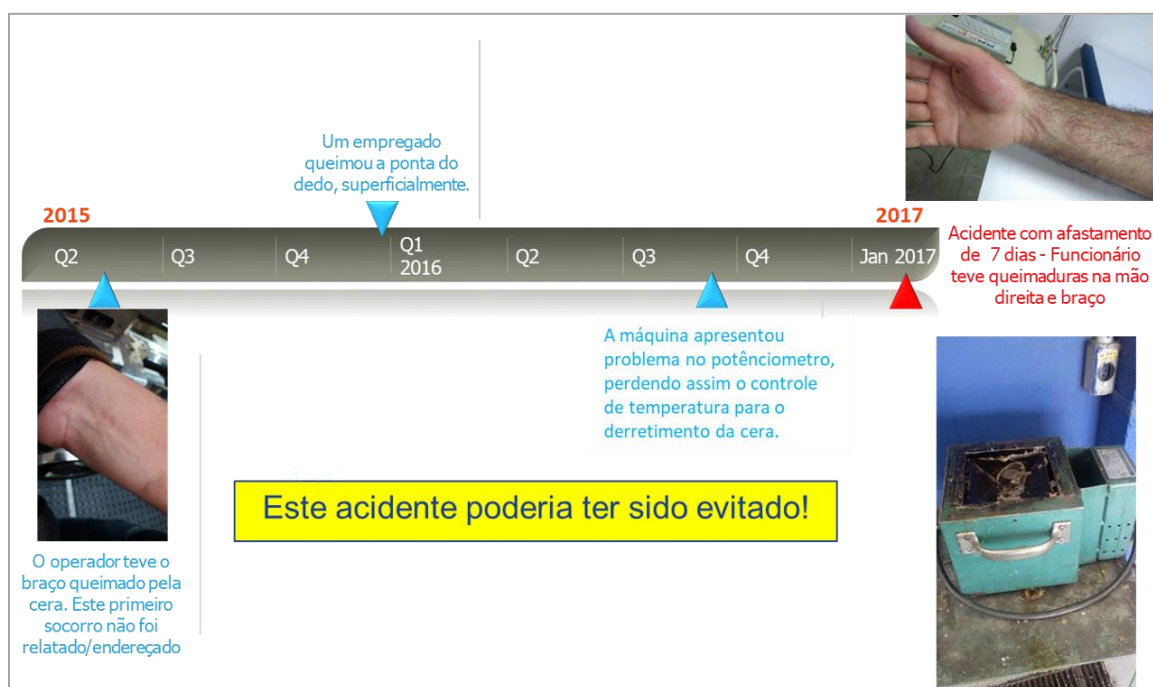 Um empregado
queimou a ponta do
dedo, superficialmente.
2015
2017
Q2
Q3
Q4
Q1
2016
Q2
Q3
Q4
Jan 2017
Acidente com afastamento
de 7 dias - Funcionário
teve queimaduras na mão
direita e braço
A máquina apresentou
problema no potênciometro,
perdendo assim o controle
de temperatura para o
derretimento da cera.
Este acidente poderia ter sido evitado!
O operador teve o
braço queimado pela
cera. Este primeiro
socorro não foi
relatado/endereçado